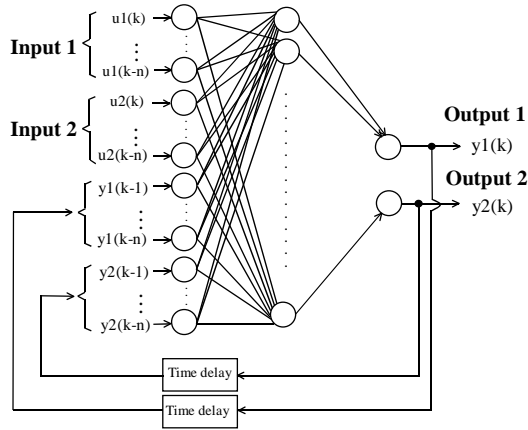 Input 1
u1(k)
u1(k-n)
Input 2
u2(k)
u2(k-n)
y1(k-1)
y1(k-n)
y2(k-1)
y2(k-n)
Output 1
y1(k)
Output 2
y2(k)
Time delay
Time delay